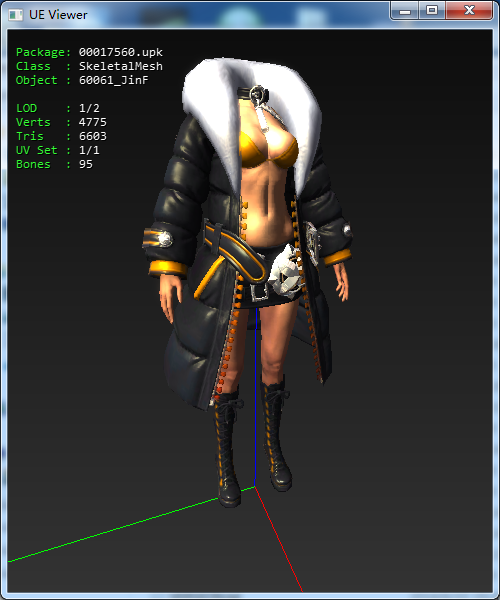 UE Viewer
Package: 00017560.upk
Class : SkeletalMesh
Object : 60061_JinF
LOD : 1/2
Verts : 4775
Tris : 6603
UV Set : 1/1
Bones : 95